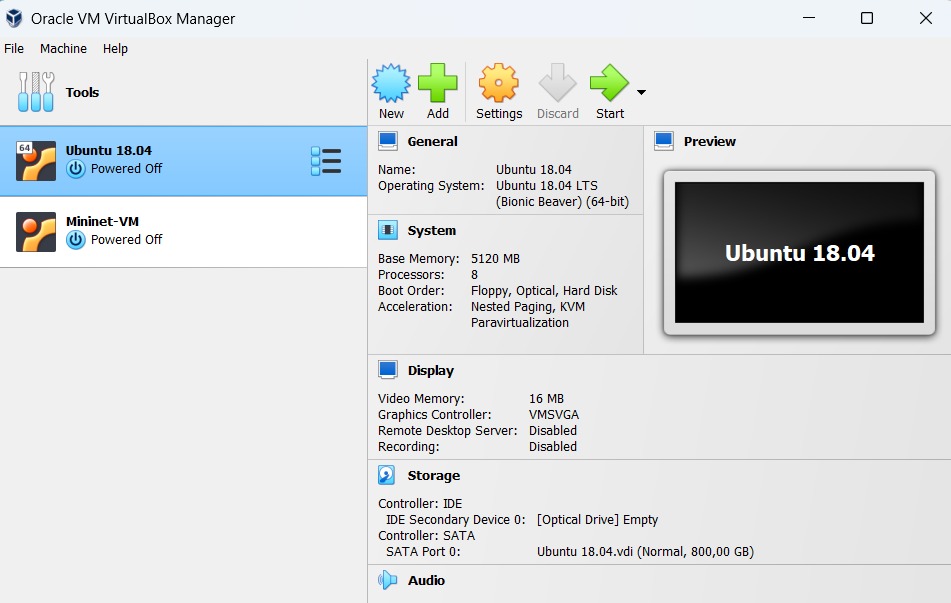 Oracle VM VirtualBox Manager
File Machine Help
Tools
New Add Settings Discard Start
64
Ubuntu 18.04
Powered Off
Mininet-VM
Powered Off
General
Name: Ubuntu 18.04
Operating System: Ubuntu 18.04 LTS
(Bionic Beaver) (64-bit)
System
Base Memory: 5120 MB
Processors: 8
Boot Order: Floppy, Optical, Hard Disk
Acceleration: Nested Paging, KVM
Paravirtualization
Preview
Ubuntu 18.04
Display
Video Memory: 16 MB
Graphics Controller: VMSVGA
Remote Desktop Server: Disabled
Recording: Disabled
Storage
Controller: IDE
IDE Secondary Device 0: [Optical Drive] Empty
Controller: SATA
SATA Port 0: Ubuntu 18.04.vdi (Normal, 800,00 GB)
Audio